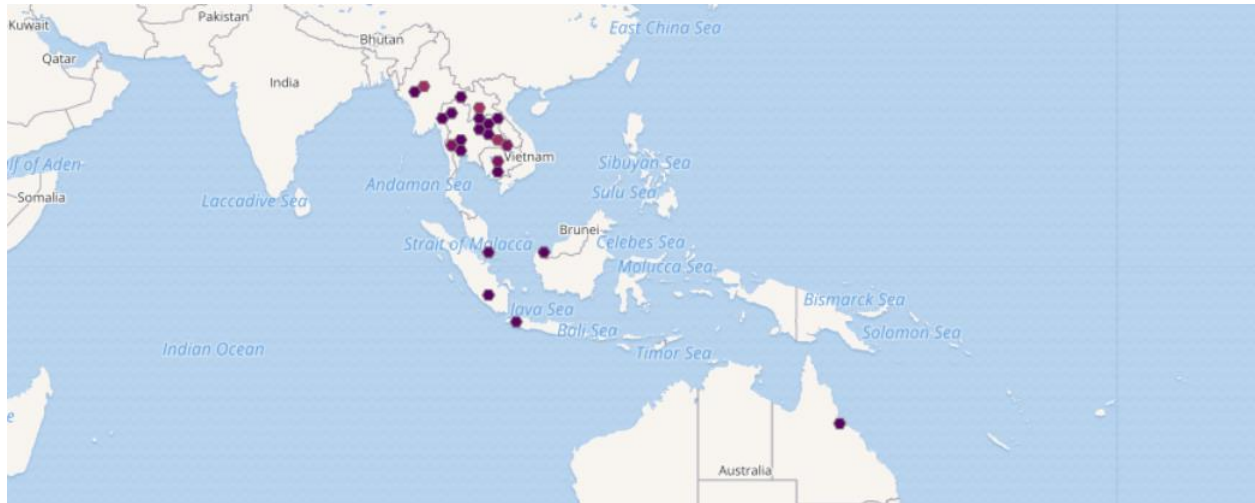 Kuwait
Pakistan
East China Sea
Bhutan
Qatar
India
Vietnam
Sibuyan Sea
lf of Aden
Andaman Sea
Somalia
Laccadive Sea
Sulu Sea
Brunei
Strait of Malacca
Celebes Sea
Molucca Sea
Bismarck Sea
Java Sea
Bali Sea
Solomon Sea
Indian Ocean
Timor Sea
e
Australia